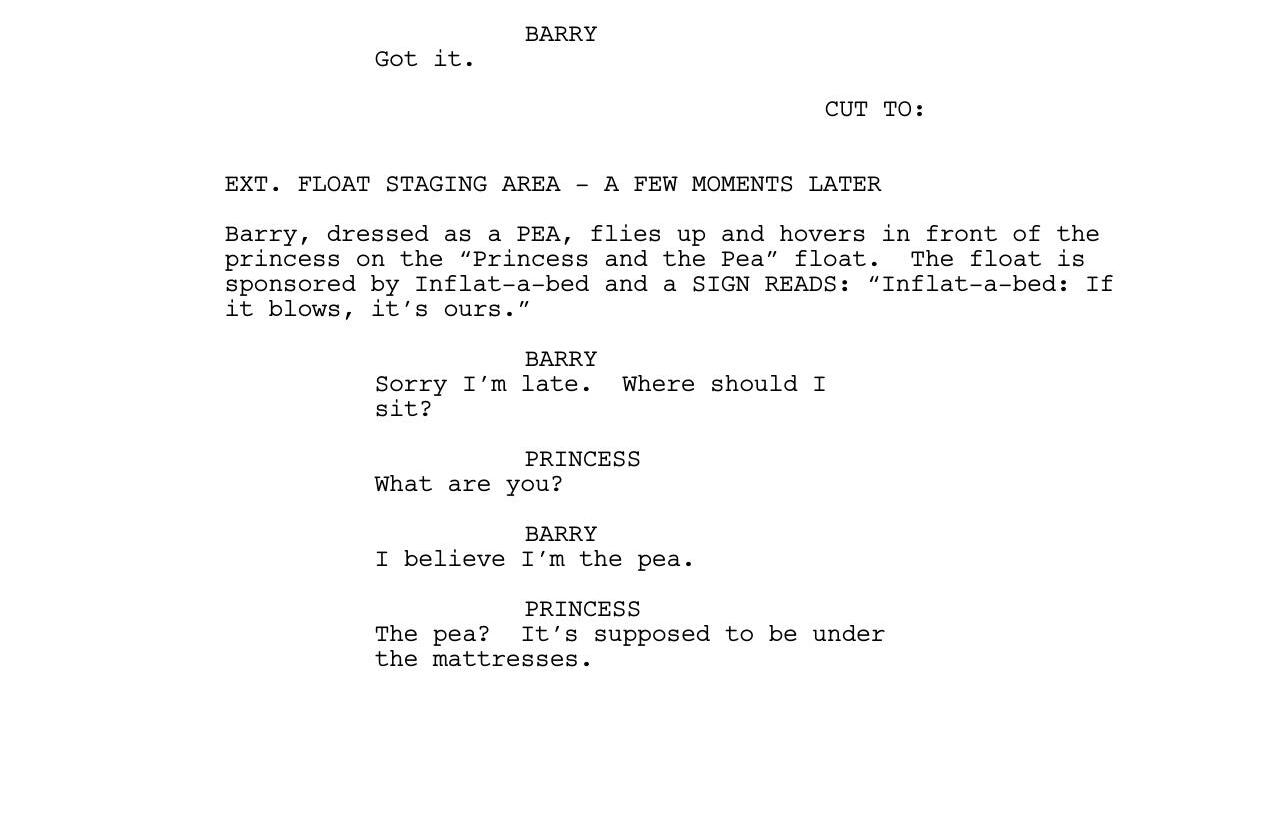 BARRY
Got it.
CUT TO:
EXT. FLOAT STAGING AREA – A FEW MOMENTS LATER
Barry, dressed as a PEA, flies up and hovers in front of the
princess on the “Princess and the Pea” float.  The float is
sponsored by Inflat-a-bed and a SIGN READS: “Inflat-a-bed: If
it blows, it’s ours.”
BARRY
Sorry I’m late.  Where should I
sit?
PRINCESS
What are you?
BARRY
I believe I’m the pea.
PRINCESS
The pea?  It’s supposed to be under
the mattresses.